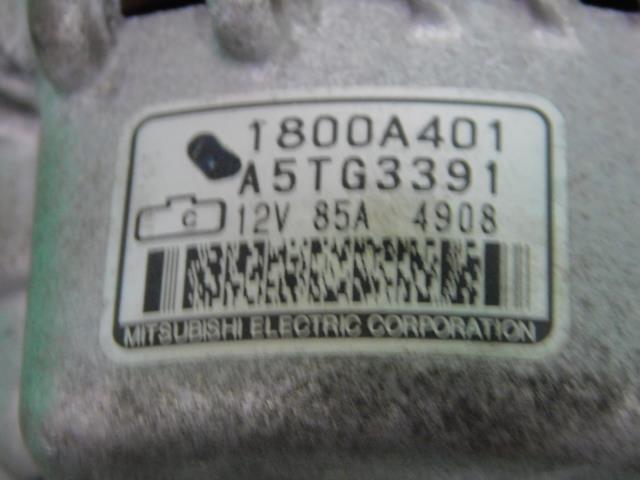 1800A401
A5TG3391
C 12V 85A 4908
MITSUBISHI ELECTRIC CORPORATION